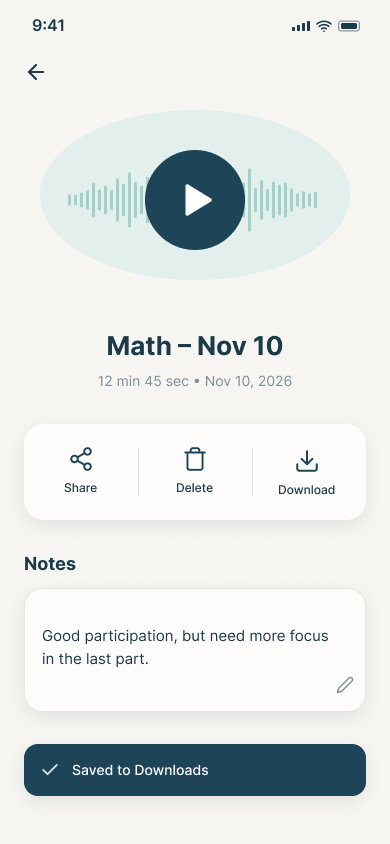 9:41
Math – Nov 10
12 min 45 sec • Nov 10, 2026
Share
Delete
Download
Notes
Good participation, but need more focus
in the last part.
Saved to Downloads